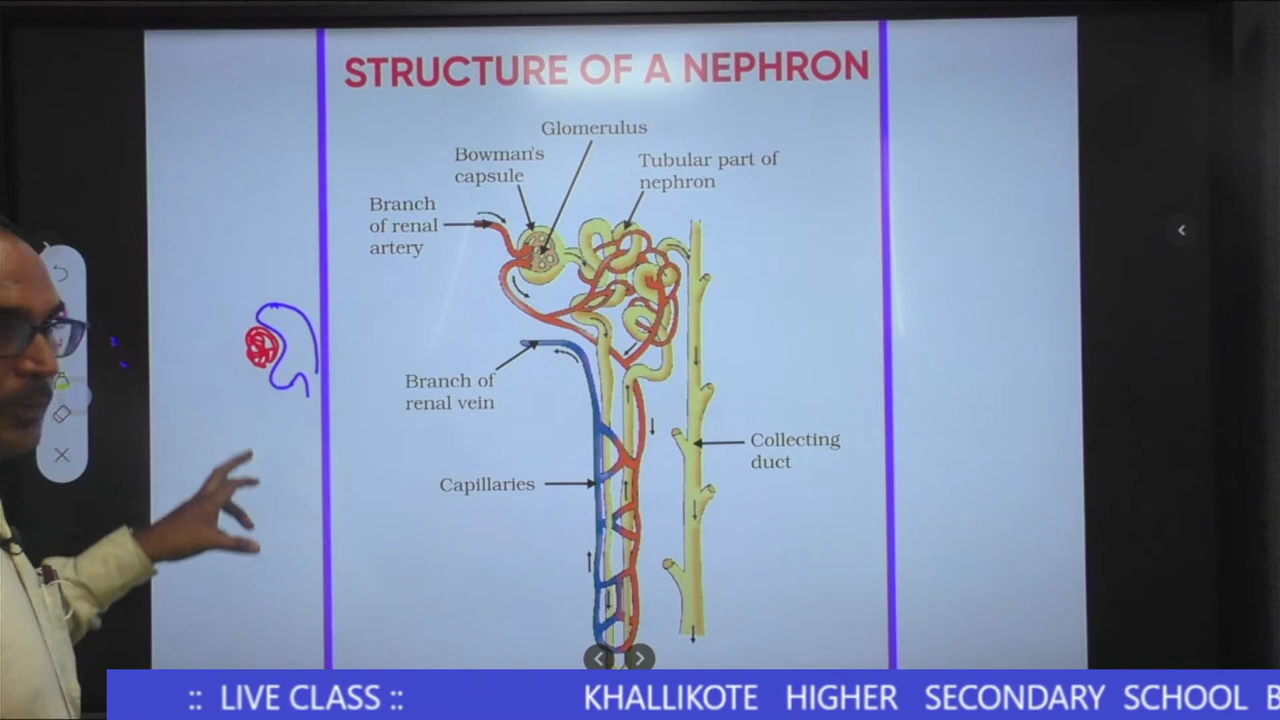 STRUCTURE OF A NEPHRON
Glomerulus
Bowman's
capsule
Tubular part of
nephron
Branch
of renal
artery
Branch of
renal vein
Capillaries
Collecting
duct
:: LIVE CLASS :: KHALLIKOTE HIGHER SECONDARY SCHOOL B